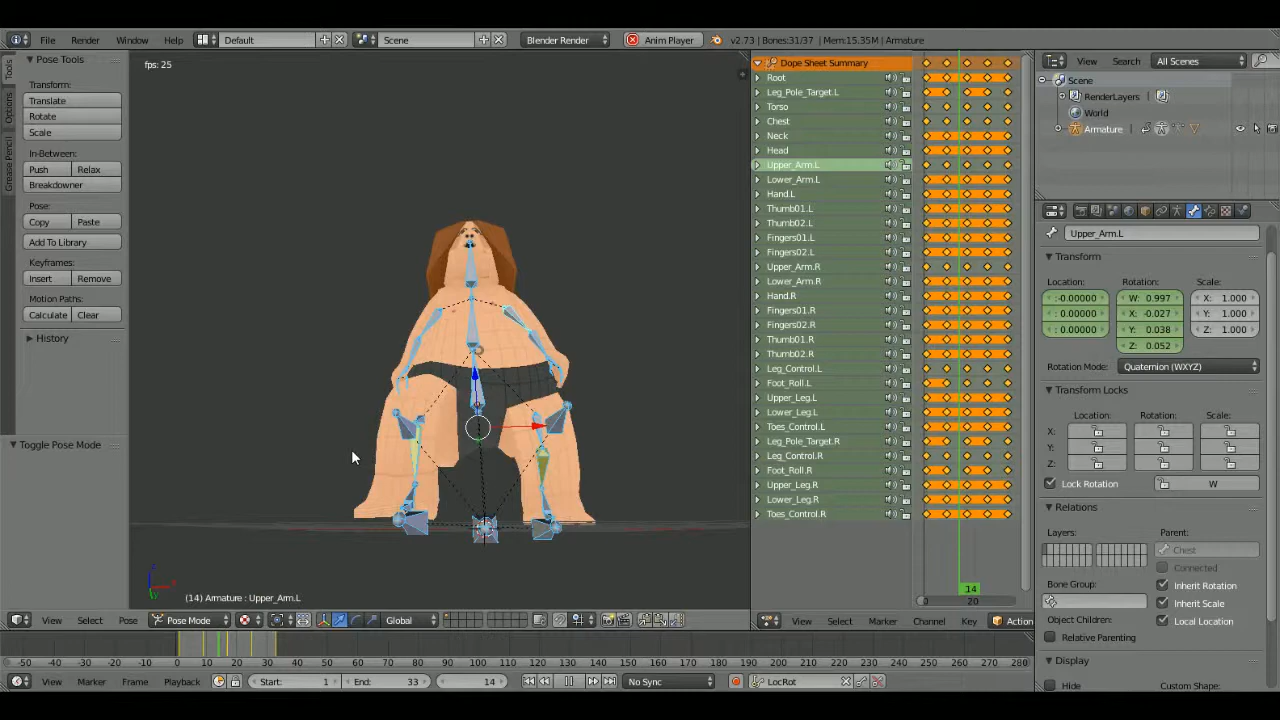 File Render Window Help Default Scene Blender Render Anim Player v2.73 | Bones:31/37 | Mem:15.35M | Armature
Tools
Options
Grease Pencil
Pose Tools
Transform:
Translate
Rotate
Scale
In-Between:
Push Relax
Breakdowner
Pose:
Copy Paste
Add To Library
Keyframes:
Insert Remove
Motion Paths:
Calculate Clear
History
Toggle Pose Mode
fps: 25
(14) Armature : Upper_Arm.L
View Select Pose Pose Mode Global
Dope Sheet Summary
Root
Leg_Pole_Target.L
Torso
Chest
Neck
Head
Upper_Arm.L
Lower_Arm.L
Hand.L
Thumb01.L
Thumb02.L
Fingers01.L
Fingers02.L
Upper_Arm.R
Lower_Arm.R
Hand.R
Fingers01.R
Fingers02.R
Thumb01.R
Thumb02.R
Leg_Control.L
Foot_Roll.L
Upper_Leg.L
Lower_Leg.L
Toes_Control.L
Leg_Pole_Target.R
Leg_Control.R
Foot_Roll.R
Upper_Leg.R
Lower_Leg.R
Toes_Control.R
14
0 20
View Select Marker Channel Key Action
View Search All Scenes
Scene
RenderLayers
World
Armature
Upper_Arm.L
Transform
Location: Rotation: Scale:
:-0.00000 W: 0.997 X: 1.000
: 0.00000 X: -0.027 Y: 1.000
: 0.00000 Y: 0.038 Z: 1.000
Z: 0.052
Rotation Mode: Quaternion (WXYZ)
Transform Locks
Location: Rotation: Scale:
X:
Y:
Z:
Lock Rotation W
Relations
Layers: Parent:
Chest
Connected
Bone Group: Inherit Rotation
Inherit Scale
Object Children: Local Location
Relative Parenting
Display
Hide Custom Shape:
-50 -40 -30 -20 -10 0 10 20 30 40 50 60 70 80 90 100 110 120 130 140 150 160 170 180 190 200 210 220 230 240 250 260 270 280
View Marker Frame Playback Start: 1 End: 33 14 No Sync LocRot